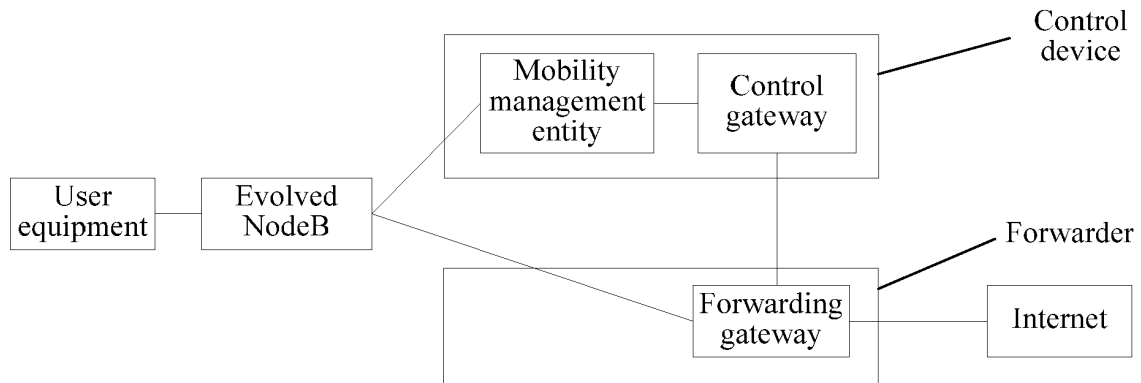 Control
device
Mobility
management
entity
Control
gateway
User
equipment
Evolved
NodeB
Forwarder
Forwarding
gateway
Internet